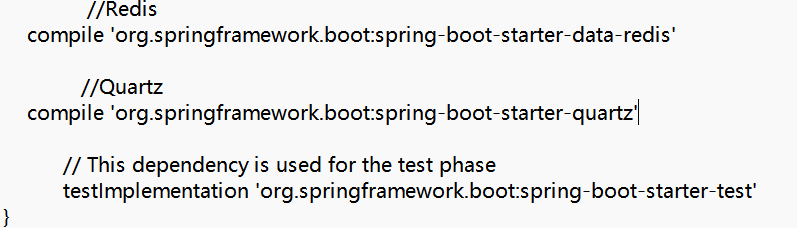 //Redis
compile 'org.springframework.boot:spring-boot-starter-data-redis'
//Quartz
compile 'org.springframework.boot:spring-boot-starter-quartz'
// This dependency is used for the test phase
testImplementation 'org.springframework.boot:spring-boot-starter-test'
}